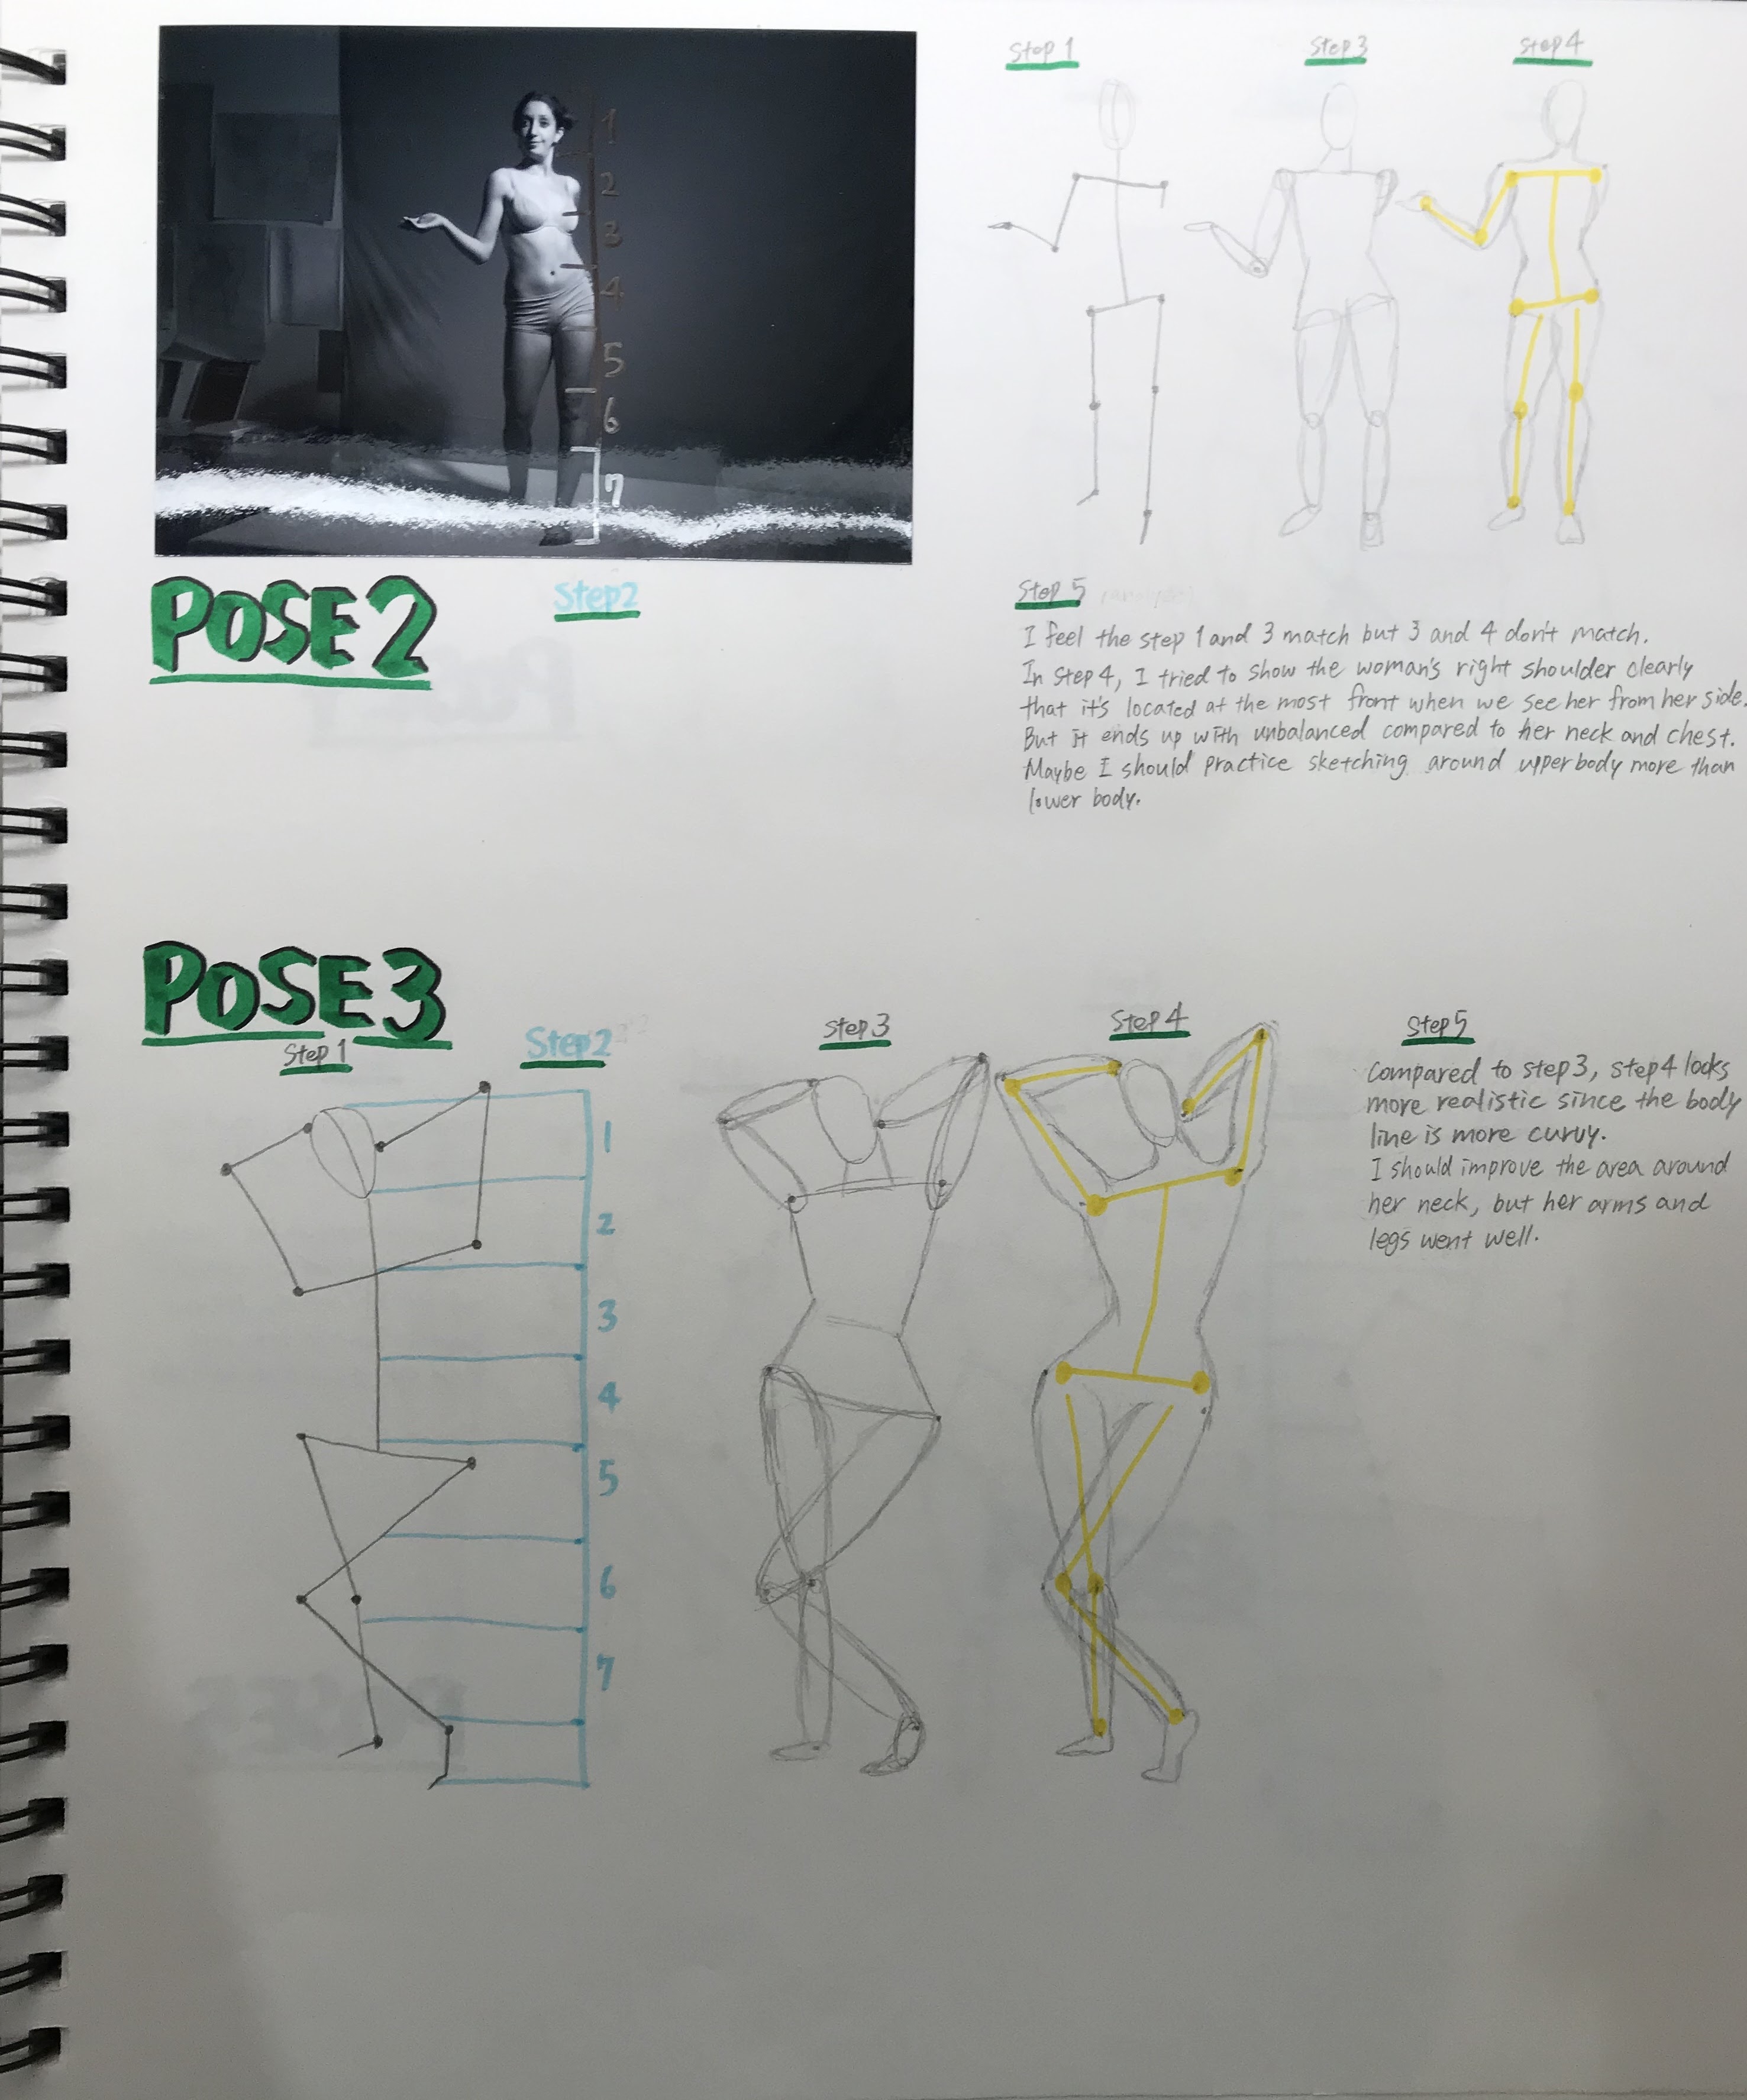 1
2
3
4
5
6
7
Step 1
Step 3
Step 4
POSE 2
Step2
Step 5
I feel the step 1 and 3 match but 3 and 4 don't match.
In step 4, I tried to show the woman's right shoulder clearly
that it's located at the most front when we see her from her side.
But it ends up with unbalanced compared to her neck and chest.
Maybe I should practice sketching around upper body more than
lower body.
POSE 3
Step 1
Step2
1
2
3
4
5
6
7
Step 3
Step 4
Step 5
Compared to step 3, step 4 looks
more realistic since the body
line is more curvy.
I should improve the area around
her neck, but her arms and
legs went well.